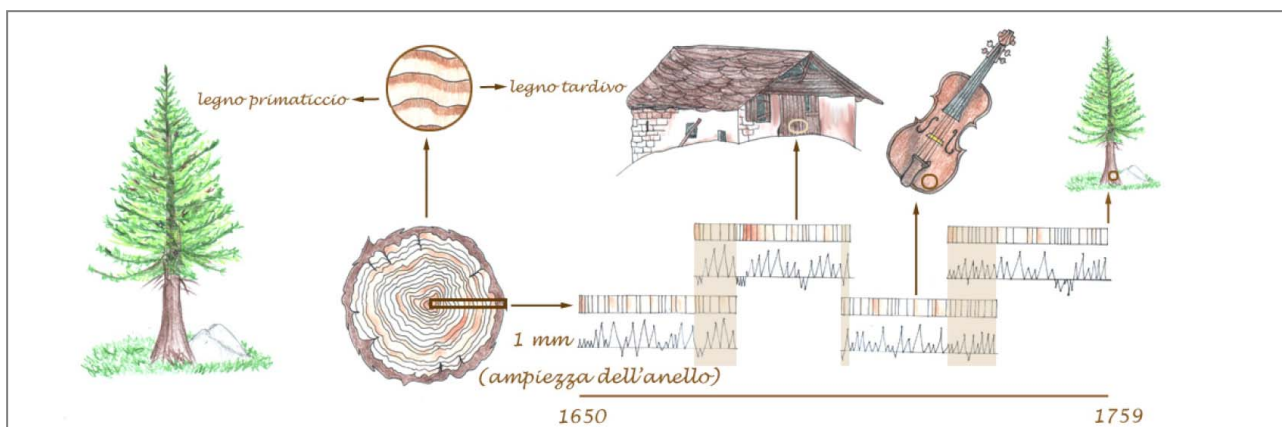 legno primaticcio
legno tardivo
1 mm
(ampiezza dell'anello)
1650
1759